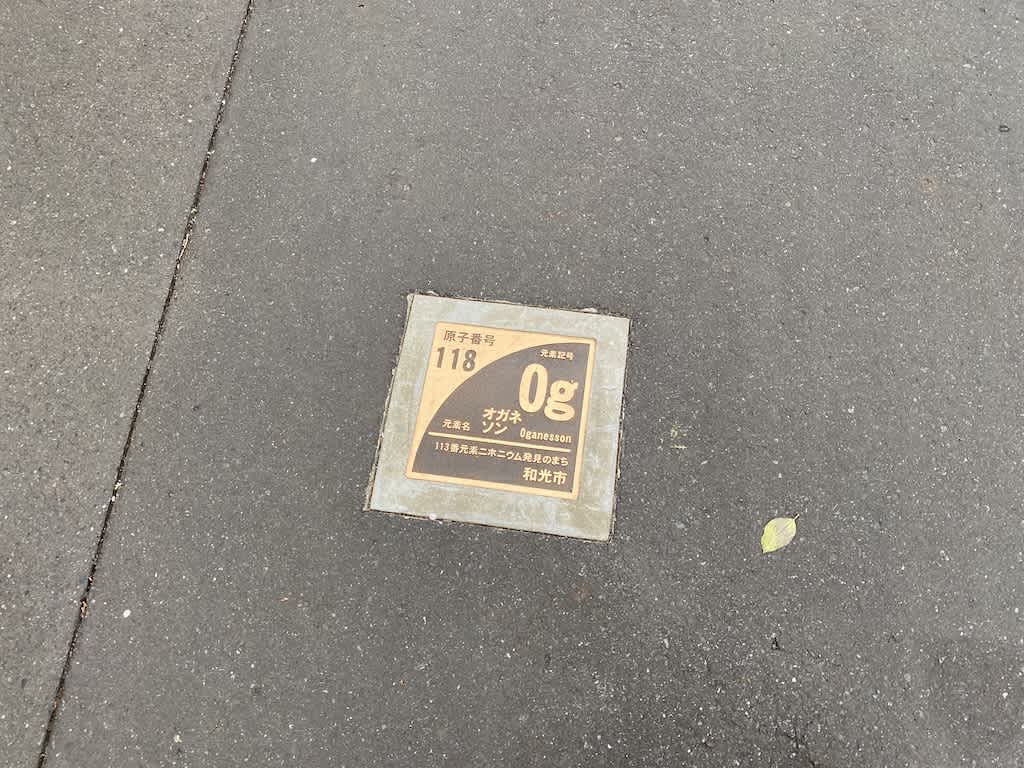 原子番号
118
元素記号
Og
元素名
オガネ
ソン
Oganesson
113番元素ニホニウム発見のまち
和光市